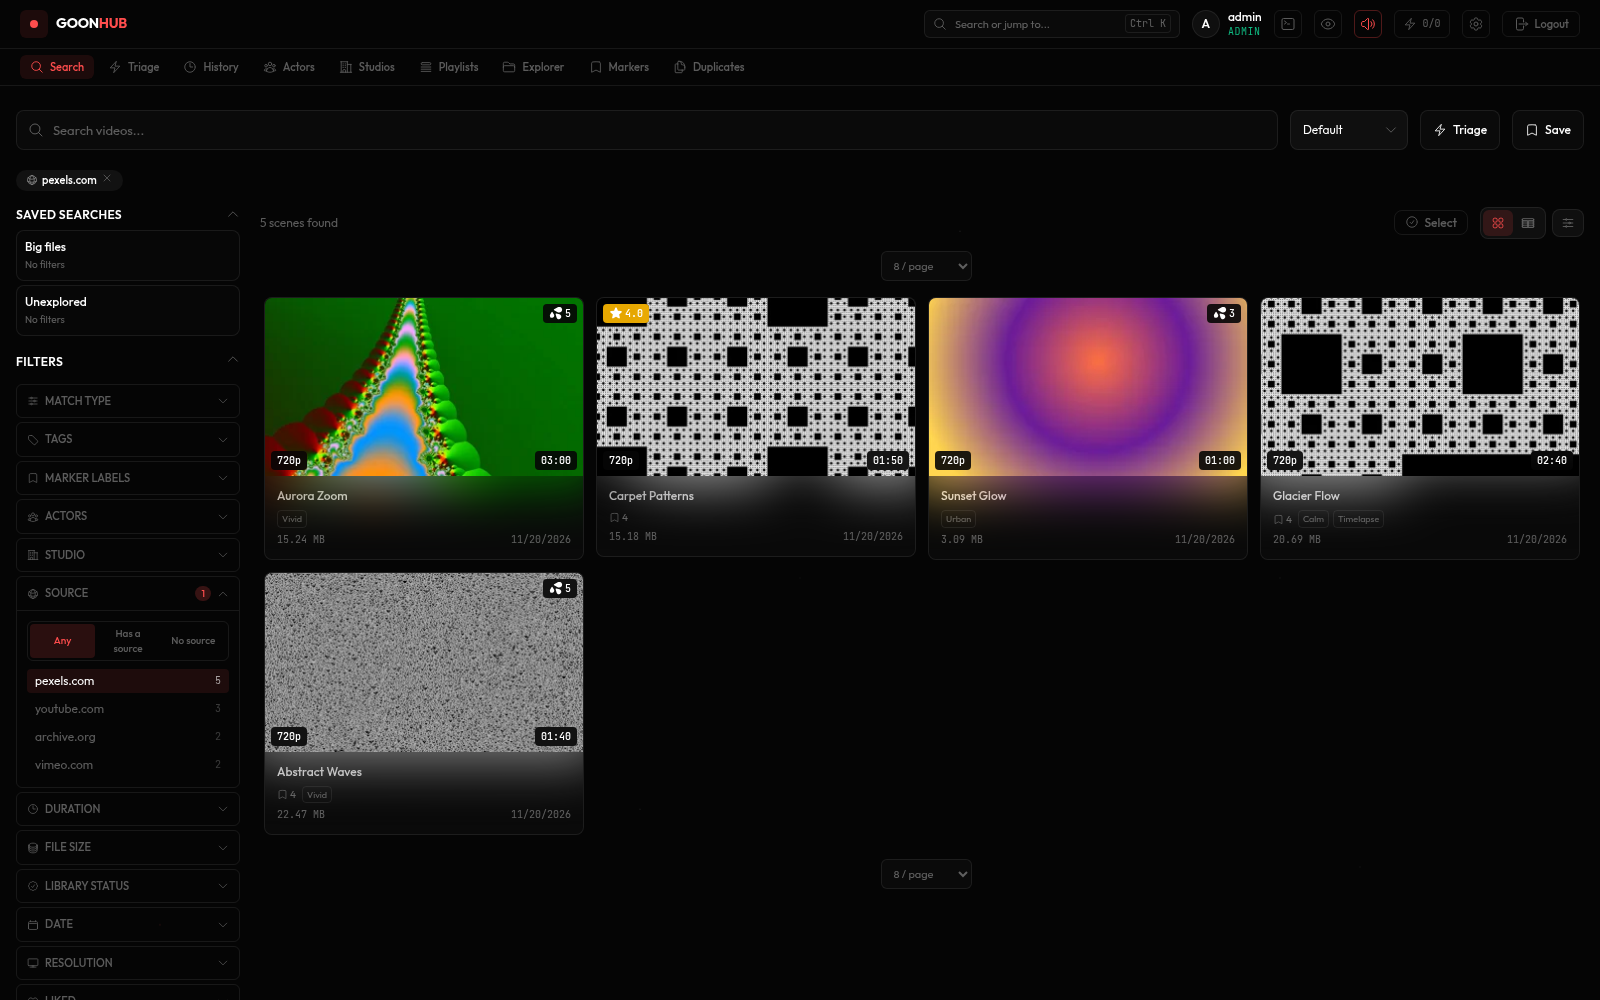 GOONHUB
Search or jump to...
Ctrl K
A
admin
ADMIN
0/0
Logout
Search
Triage
History
Actors
Studios
Playlists
Explorer
Markers
Duplicates
Search videos...
Default
Triage
Save
pexels.com
SAVED SEARCHES
Big files
No filters
Unexplored
No filters
FILTERS
MATCH TYPE
TAGS
MARKER LABELS
ACTORS
STUDIO
SOURCE
1
Any
Has a
source
No source
pexels.com 5
youtube.com 3
archive.org 2
vimeo.com 2
DURATION
FILE SIZE
LIBRARY STATUS
DATE
RESOLUTION
LIKED
5 scenes found
Select
8 / page
5
720p
03:00
Aurora Zoom
Vivid
15.24 MB
11/20/2026
4.0
720p
01:50
Carpet Patterns
4
15.18 MB
11/20/2026
3
720p
01:00
Sunset Glow
Urban
3.09 MB
11/20/2026
720p
02:40
Glacier Flow
4
Calm
Timelapse
20.69 MB
11/20/2026
5
720p
01:40
Abstract Waves
4
Vivid
22.47 MB
11/20/2026
8 / page